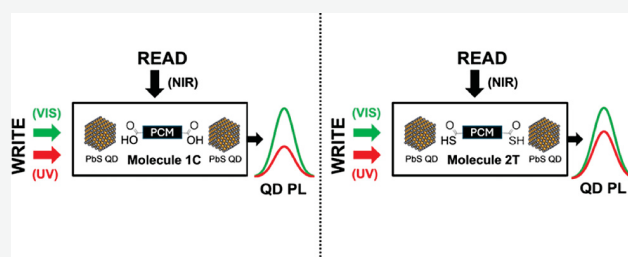 READ
(NIR)
WRITE
(VIS)
(UV)
O
HO
PCM
O
OH
PbS QD
Molecule 1C
PbS QD
QD PL
READ
(NIR)
WRITE
(VIS)
(UV)
O
HS
PCM
O
SH
PbS QD
Molecule 2T
PbS QD
QD PL